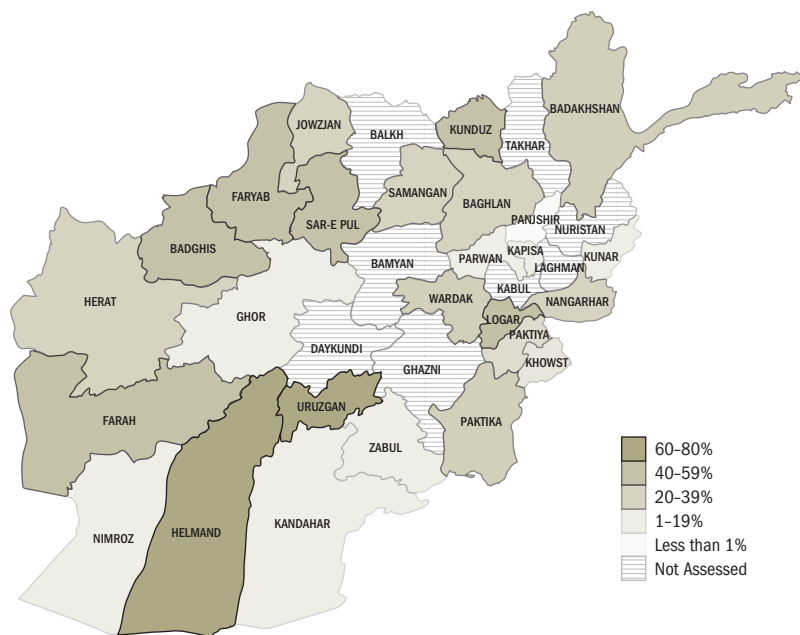 BADAKHSHAN
JOWZJAN
BALKH
KUNDUZ
TAKHAR
FARYAB
SAMANGAN
BAGHLAN
SAR-E PUL
PANJSHIR
NURISTAN
BADGHIS
BAMYAN
PARWAN
KAPISA
KUNAR
LAGHMAN
KABUL
HERAT
GHOR
WARDAK
NANGARHAR
LOGAR
PAKTIYA
DAYKUNDI
GHAZNI
KHOWST
URUZGAN
FARAH
PAKTIKA
ZABUL
NIMROZ
HELMAND
KANDAHAR
60–80%
40–59%
20–39%
1–19%
Less than 1%
Not Assessed